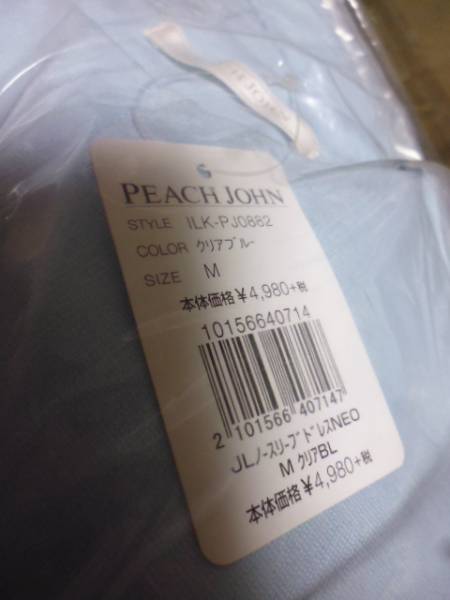 PEACH JOHN
STYLE ILK-PJ0882
COLOR クリアブルー
SIZE M
本体価格¥4,980+税
10156640714
2 101566 407147
JLノースリーブドレスNEO
M クリアBL
本体価格¥4,980+税